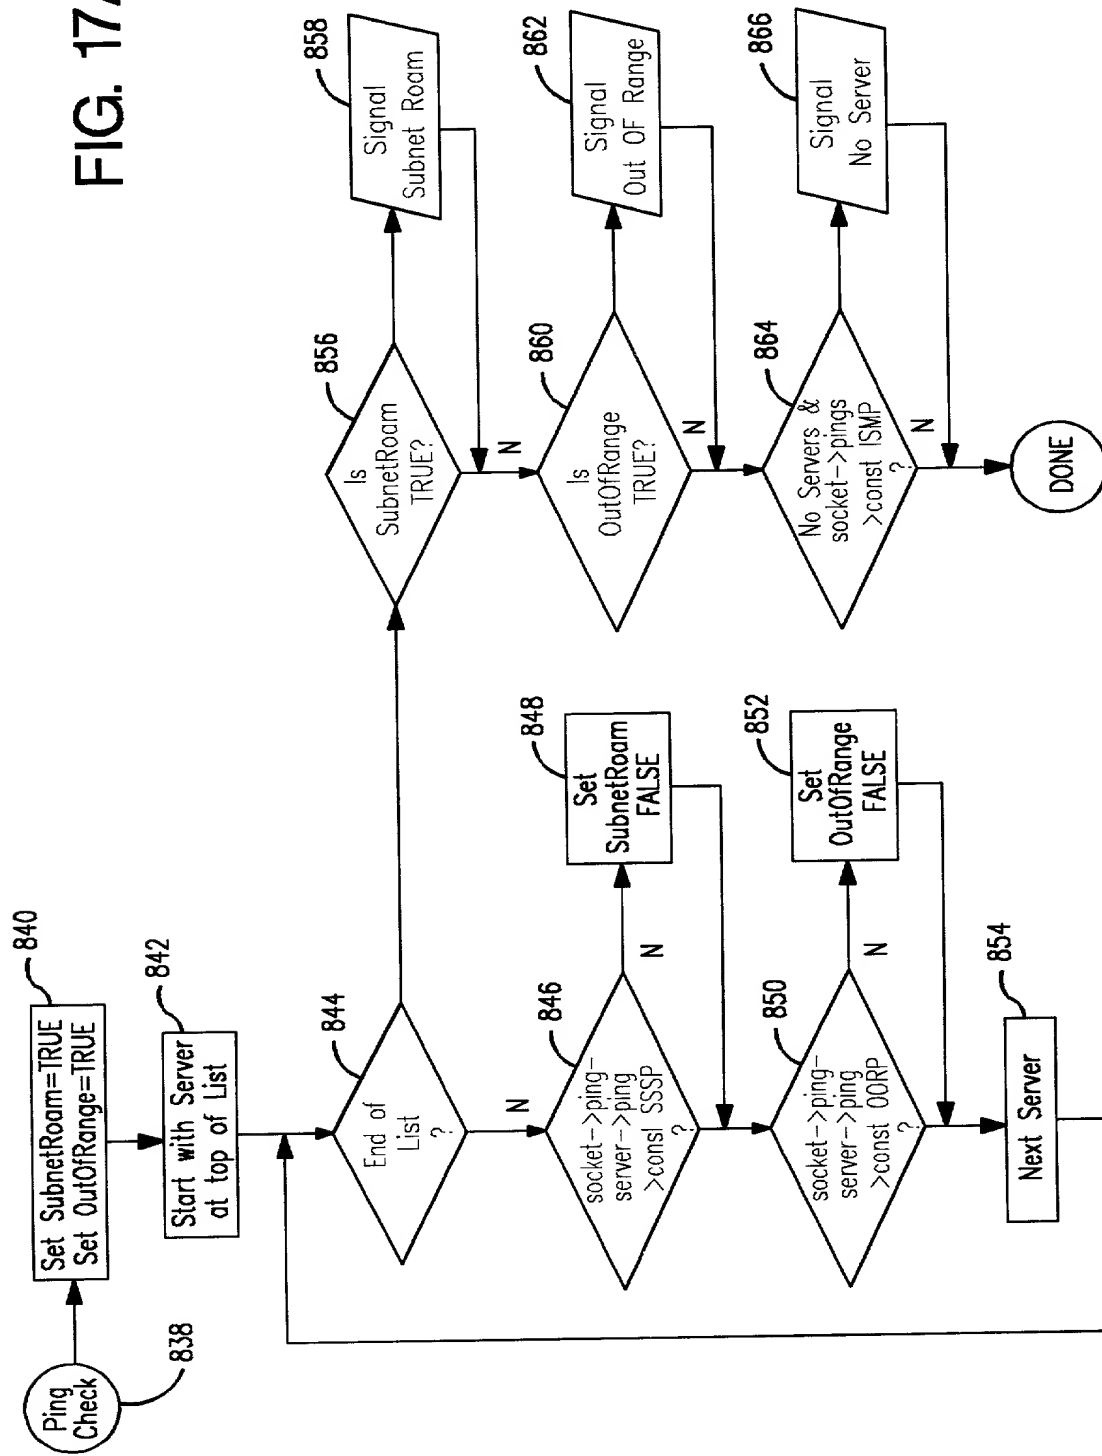 FIG. 17A
Ping
Check
838
Set SubnetRoam=TRUE
Set OutOfRange=TRUE
840
Start with Server
at top of List
842
End of
List
?
844
N
socket->ping-
server->ping
>consl SSSP
?
846
N
Set
SubnetRoam
FALSE
848
socket->ping-
server->ping
>const OORP
?
850
N
Set
OutOfRange
FALSE
852
Next Server
854
Is
SubnetRoam
TRUE?
856
N
Signal
Subnet Roam
858
Is
OutOfRange
TRUE?
860
N
Signal
Out OF Range
862
No Servers &
socket->pings
>const ISMP
?
864
N
Signal
No Server
866
DONE